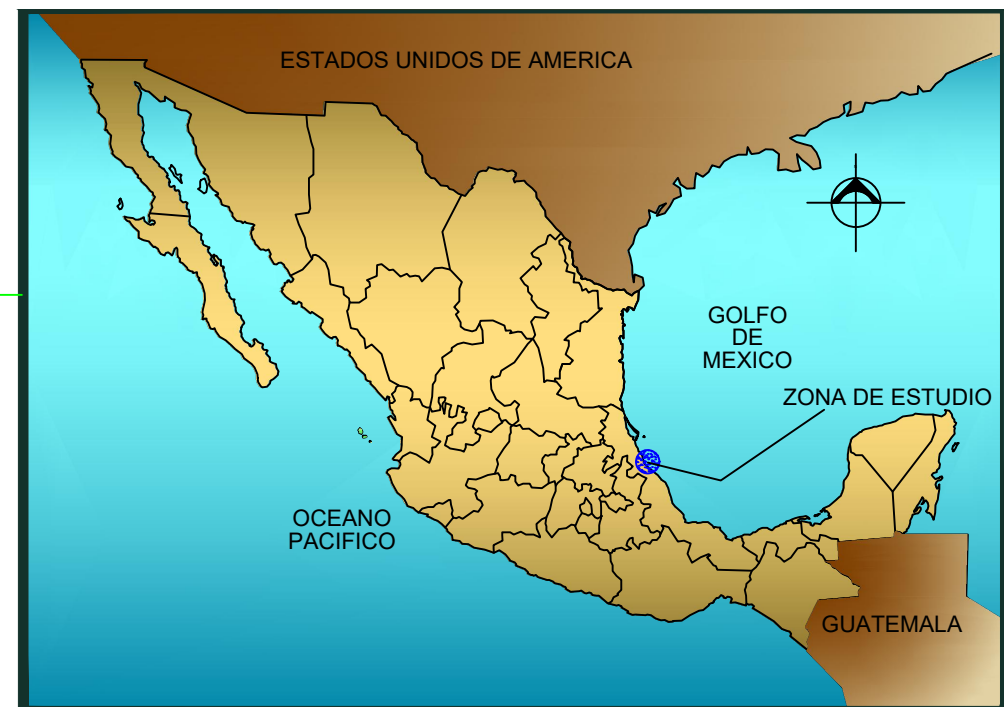 ESTADOS UNIDOS DE AMERICA
GOLFO
DE
MEXICO
ZONA DE ESTUDIO
OCEANO
PACIFICO
GUATEMALA